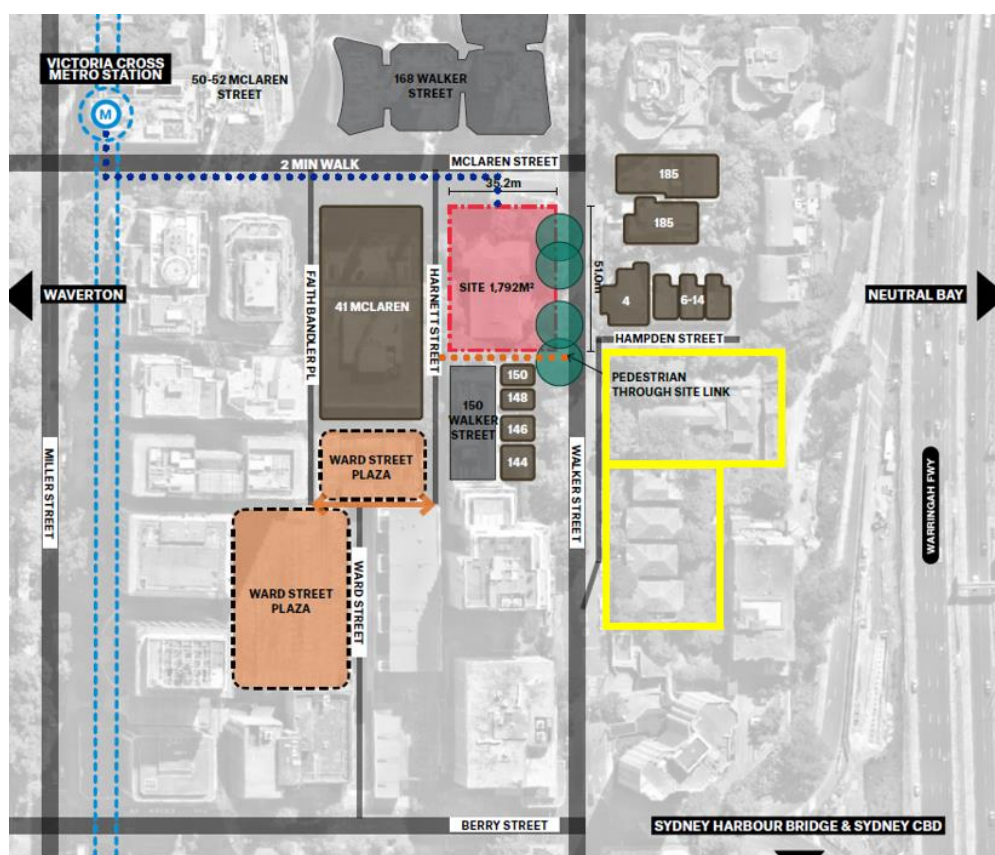 VICTORIA CROSS
METRO STATION
M
50-52 MCLAREN
STREET
168 WALKER
STREET
2 MIN WALK
MCLAREN STREET
35.2m
185
185
51.0m
SITE 1,792M²
WAVERTON
FAITH BANDLER PL
41 MCLAREN
HARNETT STREET
4
6-14
NEUTRAL BAY
HAMPDEN STREET
PEDESTRIAN
THROUGH SITE LINK
150
148
146
144
150
WALKER
STREET
WARD STREET
PLAZA
MILLER STREET
WALKER STREET
WARRINGAH FWY
WARD STREET
PLAZA
WARD STREET
BERRY STREET
SYDNEY HARBOUR BRIDGE & SYDNEY CBD